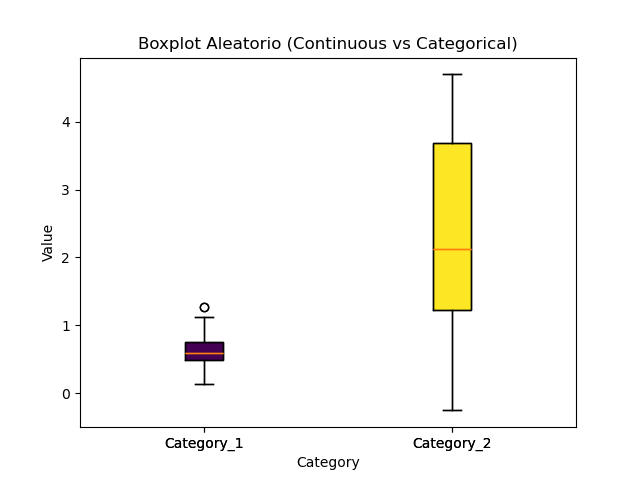 Boxplot Aleatorio (Continuous vs Categorical)
Value
4
3
2
1
0
Category_1
Category_2
Category